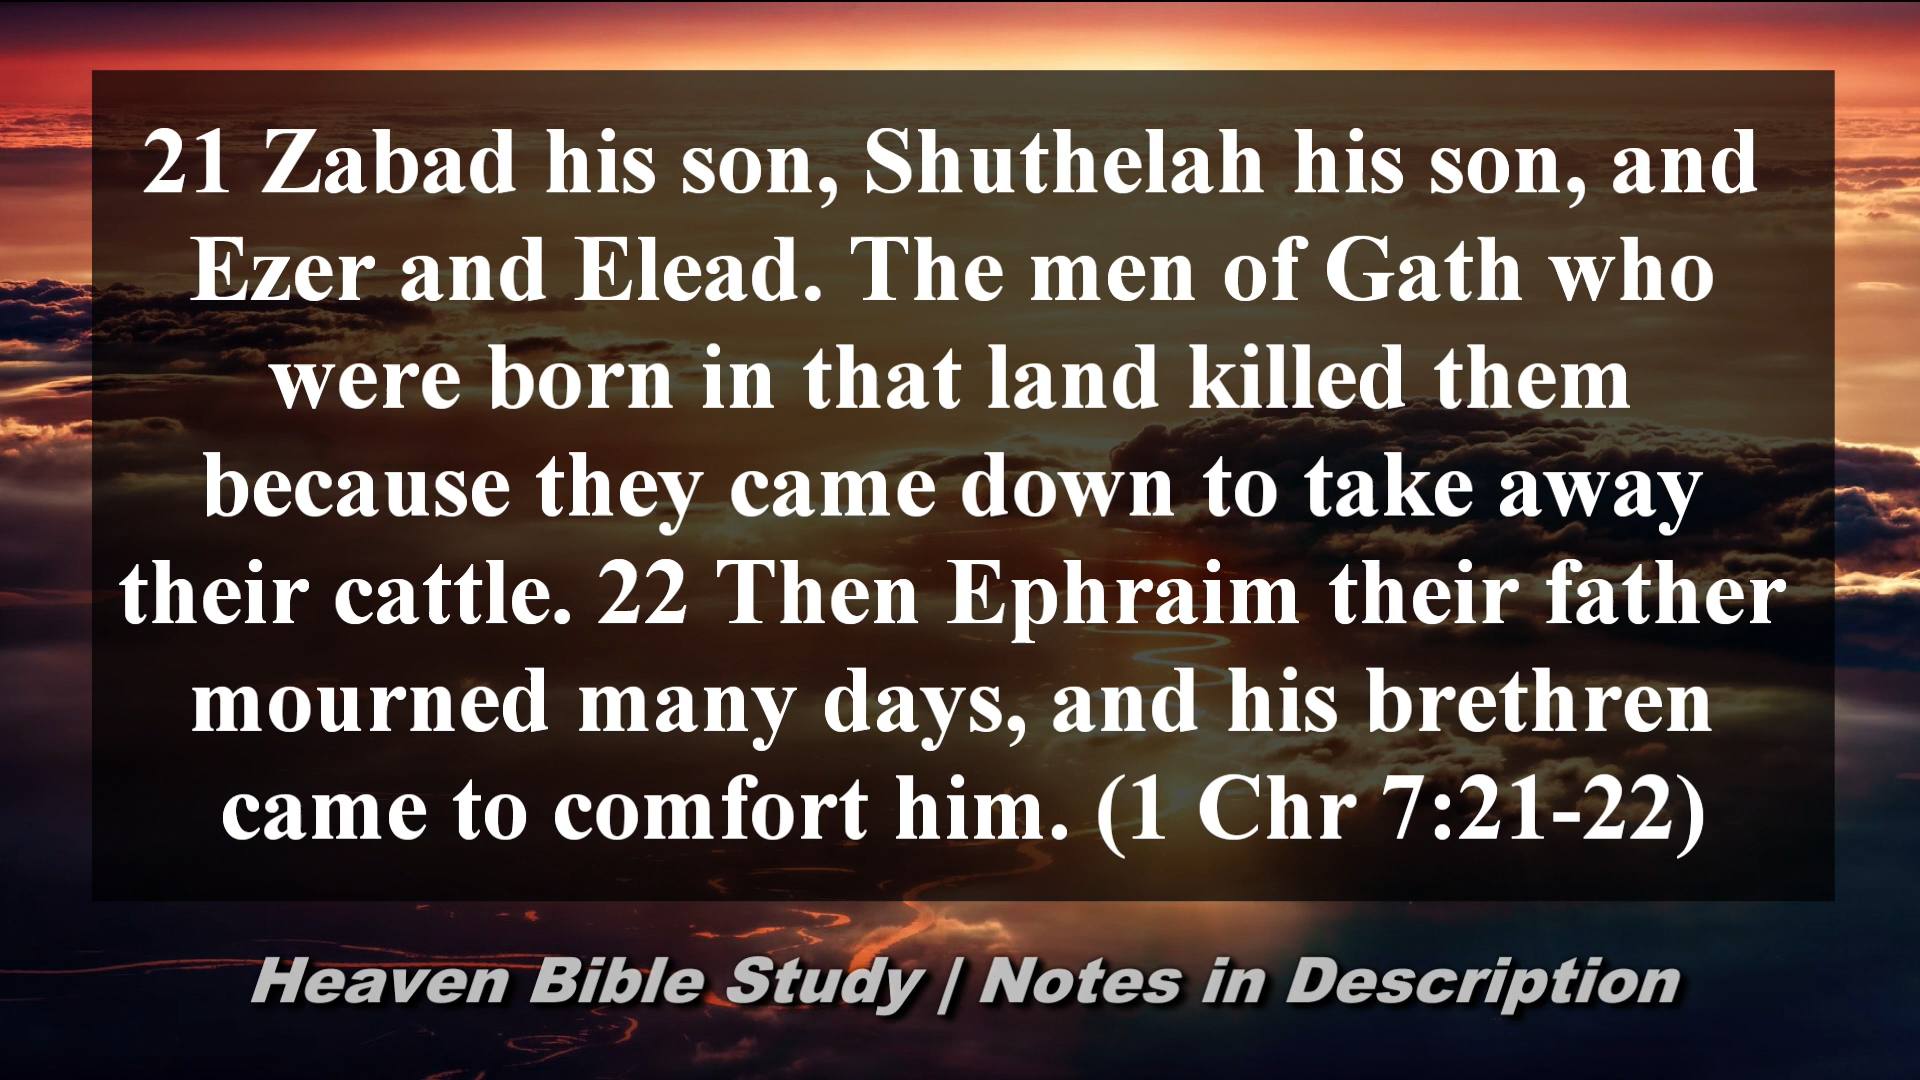 21 Zabad his son, Shuthelah his son, and
Ezer and Elead. The men of Gath who
were born in that land killed them
because they came down to take away
their cattle. 22 Then Ephraim their father
mourned many days, and his brethren
came to comfort him. (1 Chr 7:21-22)
Heaven Bible Study | Notes in Description